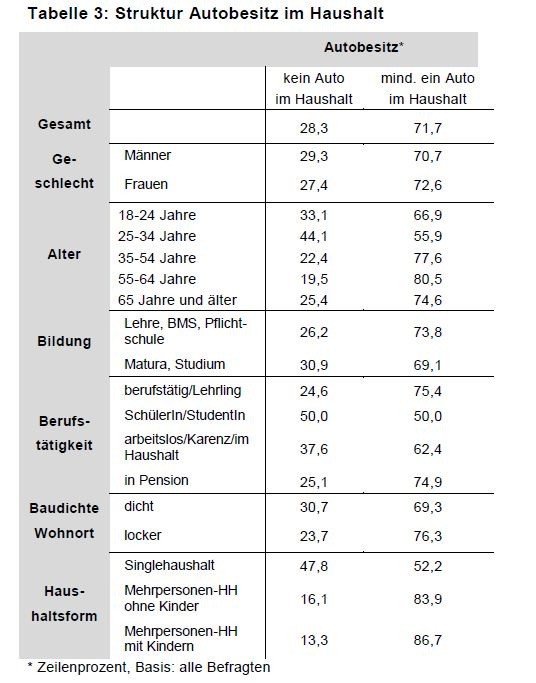 Tabelle 3: Struktur Autobesitz im Haushalt
Autobesitz*
kein Auto mind. ein Auto
im Haushalt im Haushalt
Gesamt 28,3 71,7
Ge-
schlecht
Männer 29,3 70,7
Frauen 27,4 72,6
Alter
18-24 Jahre 33,1 66,9
25-34 Jahre 44,1 55,9
35-54 Jahre 22,4 77,6
55-64 Jahre 19,5 80,5
65 Jahre und älter 25,4 74,6
Bildung
Lehre, BMS, Pflicht-
schule 26,2 73,8
Matura, Studium 30,9 69,1
Berufs-
tätigkeit
berufstätig/Lehrling 24,6 75,4
SchülerIn/StudentIn 50,0 50,0
arbeitslos/Karenz/im
Haushalt 37,6 62,4
in Pension 25,1 74,9
Baudichte
Wohnort
dicht 30,7 69,3
locker 23,7 76,3
Haus-
haltsform
Singlehaushalt 47,8 52,2
Mehrpersonen-HH
ohne Kinder 16,1 83,9
Mehrpersonen-HH
mit Kindern 13,3 86,7
* Zeilenprozent, Basis: alle Befragten